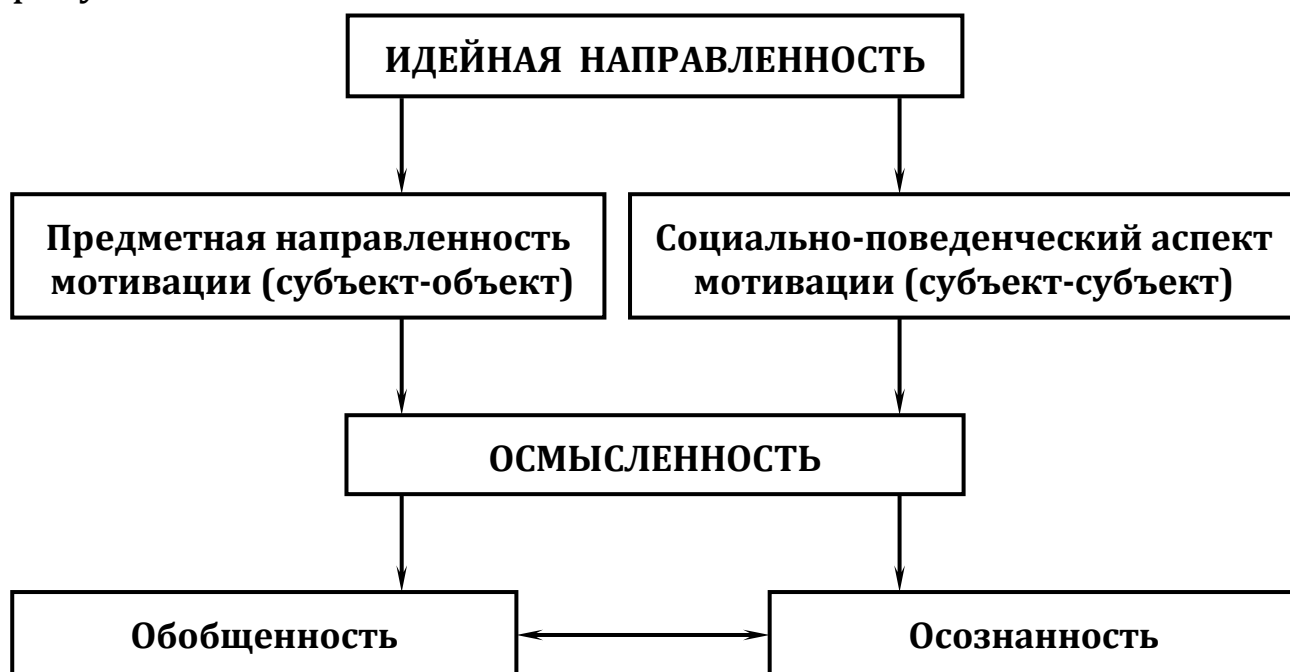 ИДЕЙНАЯ НАПРАВЛЕННОСТЬ
Предметная направленность
мотивации (субъект-объект)
Социально-поведенческий аспект
мотивации (субъект-субъект)
ОСМЫСЛЕННОСТЬ
Обобщенность
Осознанность